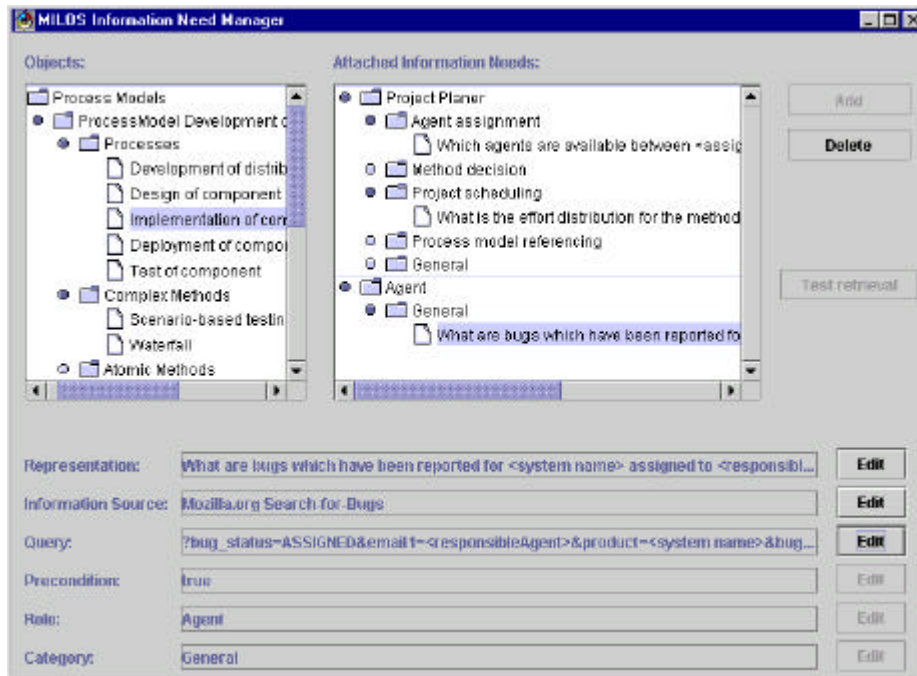 MILOS Information Need Manager
Objects:
Process Models
ProcessModel Development
Processes
Development of distrib
Design of component
Implementation of com
Deployment of compo
Test of component
Complex Methods
Scenario-based testin
Waterfall
Atomic Methods
Attached Information Needs:
Project Planer
Agent assignment
Which agents are available between <assig
Method decision
Project scheduling
What is the effort distribution for the method
Process model referencing
General
Agent
General
What are bugs which have been reported fo
Add
Delete
Test retrieval
Representation: What are bugs which have been reported for <system name> assigned to <responsibl... Edit
Information Source: Mozilla.org Search-for-Bugs Edit
Query: ?bug_status=ASSIGNED&email1=<responsibleAgent>&product=<system name>&bug... Edit
Precondition: true Edit
Role: Agent Edit
Category: General Edit